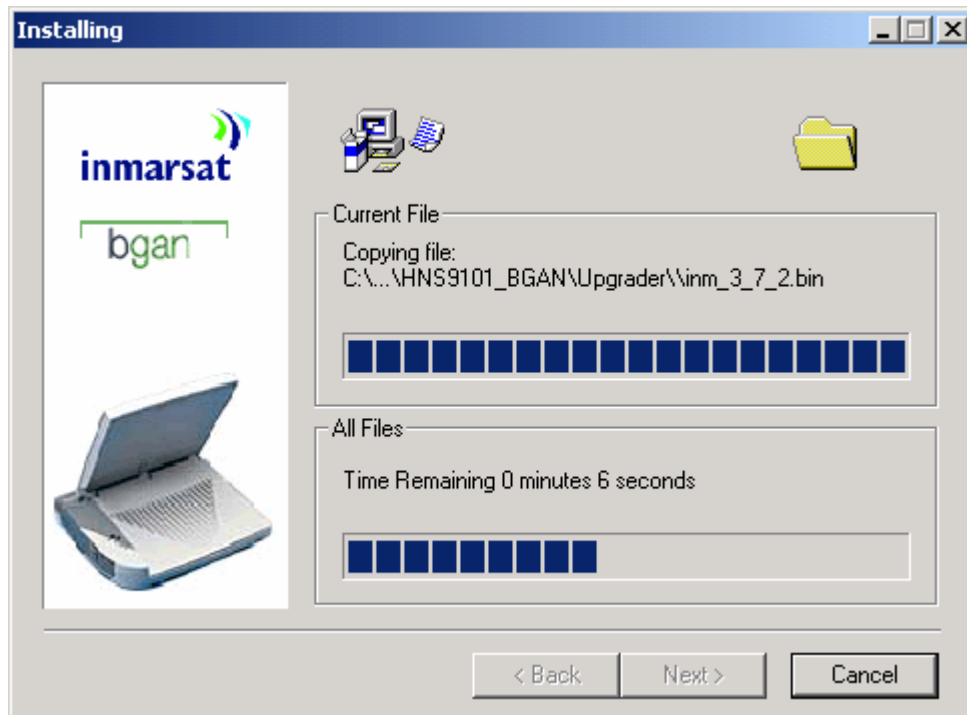 Installing
inmarsat
bgan
Current File
Copying file:
C:\...\HNS9101_BGAN\Upgrader\\inm_3_7_2.bin
All Files
Time Remaining 0 minutes 6 seconds
< Back
Next >
Cancel